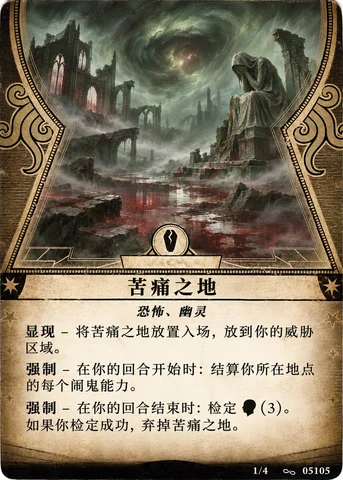 苦痛之地
恐怖、幽灵
显现 – 将苦痛之地放置入场，放到你的威胁
区域。
强制 – 在你的回合开始时：结算你所在地点
的每个闹鬼能力。
强制 – 在你的回合结束时：检定 (3)。
如果你检定成功，弃掉苦痛之地。
1/4 05105